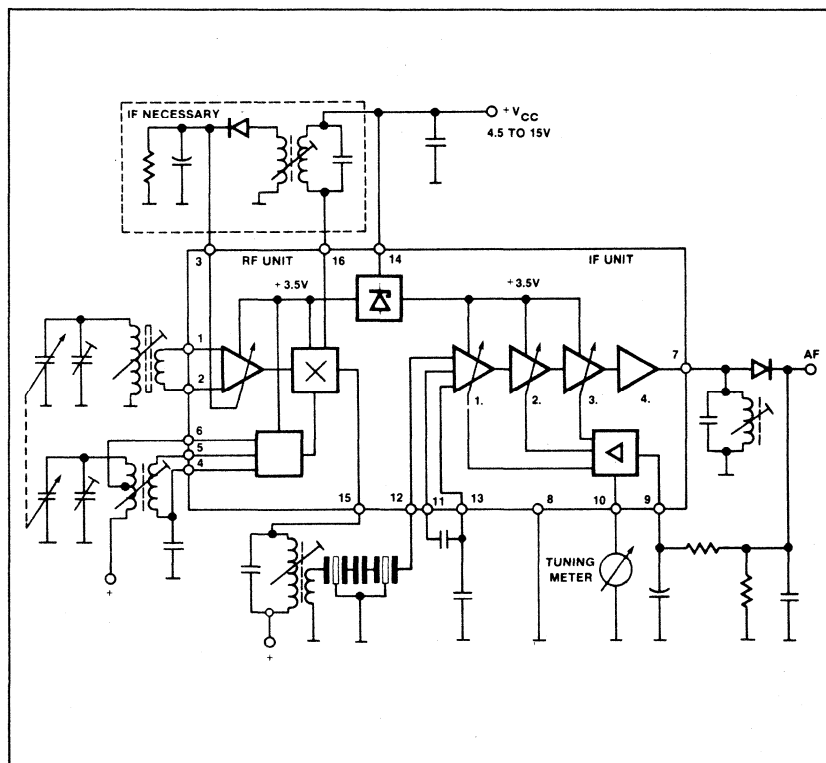 IF NECESSARY
+ VCC
4.5 TO 15V
3
RF UNIT
16
14
IF UNIT
+ 3.5V
+ 3.5V
1
2
7
AF
1.
2.
3.
4.
6
5
4
15
12
11
13
8
10
9
TUNING
METER
+
+